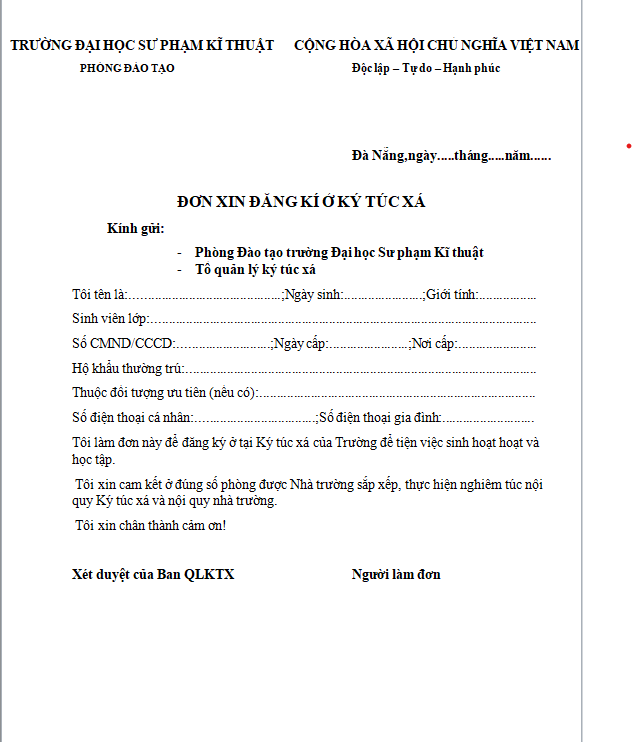 TRƯỜNG ĐẠI HỌC SƯ PHẠM KĨ THUẬT CỘNG HÒA XÃ HỘI CHỦ NGHĨA VIỆT NAM
PHÒNG ĐÀO TẠO Độc lập – Tự do – Hạnh phúc
Đà Nẵng,ngày.....tháng.....năm......
ĐƠN XIN ĐĂNG KÍ Ở KÝ TÚC XÁ
Kính gửi:
- Phòng Đào tạo trường Đại học Sư phạm Kĩ thuật
- Tổ quản lý ký túc xá
Tôi tên là:.............................................;Ngày sinh:.......................;Giới tính:.................
Sinh viên lớp:..................................................................................................................
Số CMND/CCCD:...........................;Ngày cấp:.......................;Nơi cấp:.......................
Hộ khẩu thường trú:.......................................................................................................
Thuộc đối tượng ưu tiên (nếu có):.................................................................................
Số điện thoại cá nhân:...................................;Số điện thoại gia đình:...........................
Tôi làm đơn này để đăng ký ở tại Ký túc xá của Trường để tiện việc sinh hoạt hoạt và
học tập.
Tôi xin cam kết ở đúng số phòng được Nhà trường sắp xếp, thực hiện nghiêm túc nội
quy Ký túc xá và nội quy nhà trường.
Tôi xin chân thành cảm ơn!
Xét duyệt của Ban QLKTX Người làm đơn